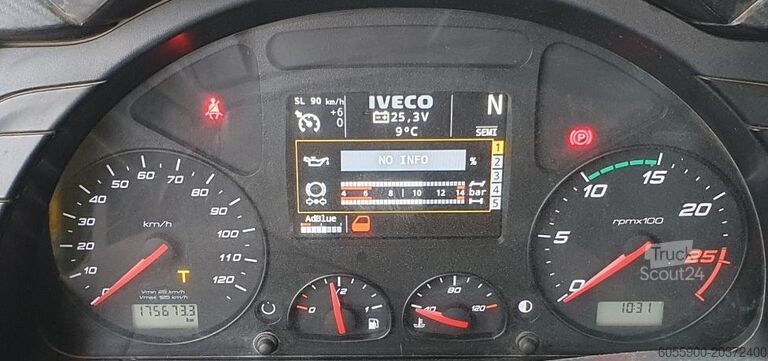 SL 90 km/h
+6
0
IVECO
25,3V
9°C
N
SEMI
NO INFO
%
1
2
3
4
5
4 6 8 10 12 14 bar
AdBlue
0 10 20 30 40 50 60 70 80 90 100 110 120
km/h
T
Vmin 25 km/h
Vmax 125 km/h
175673.3
km
0 1/2 1
40 80 120
0 5 10 15 20 25
rpmx100
10:31
Truck
Scout24
6055900-20372400